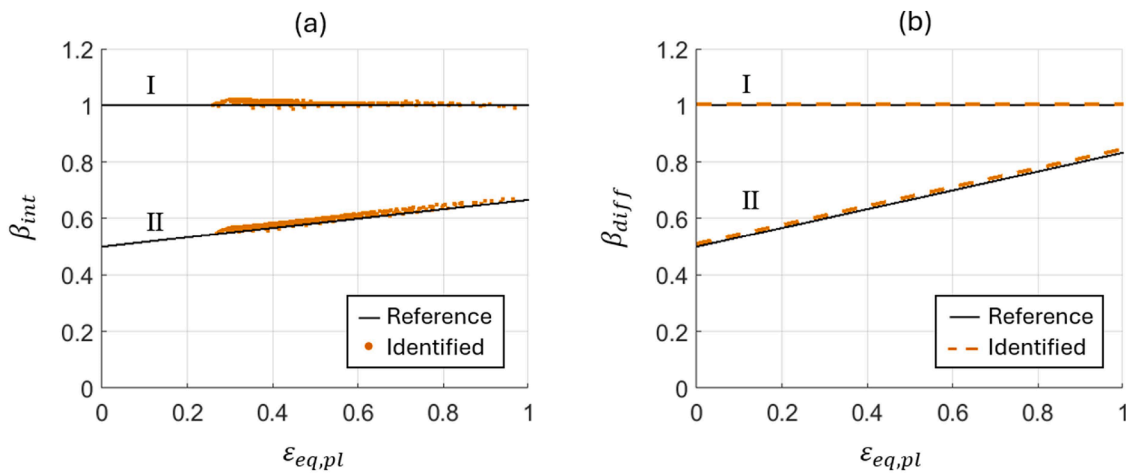 (a)
1.2
I
1
0.8
β_int
II
0.6
0.4
0.2
0
Reference
Identified
0 0.2 0.4 0.6 0.8 1
ε_eq,pl
(b)
1.2
I
1
0.8
β_diff
II
0.6
0.4
0.2
0
Reference
Identified
0 0.2 0.4 0.6 0.8 1
ε_eq,pl